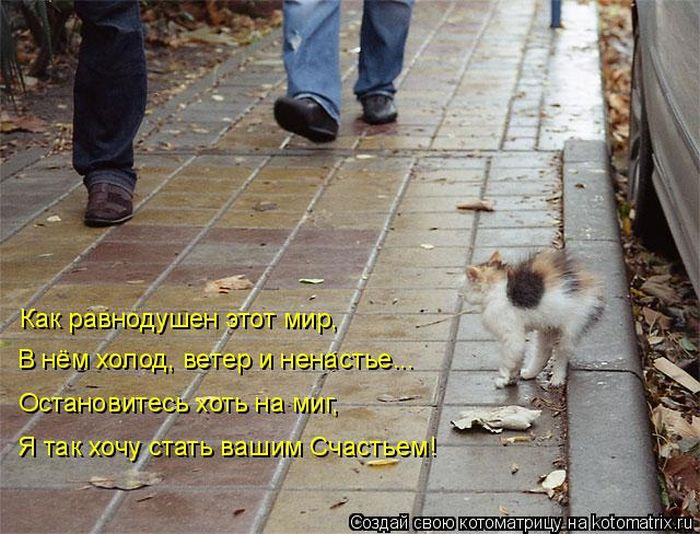 Как равнодушен этот мир,
В нём холод, ветер и ненастье...
Остановитесь хоть на миг,
Я так хочу стать вашим Счастьем!
Создай свою котоматрицу на kotomatrix.ru